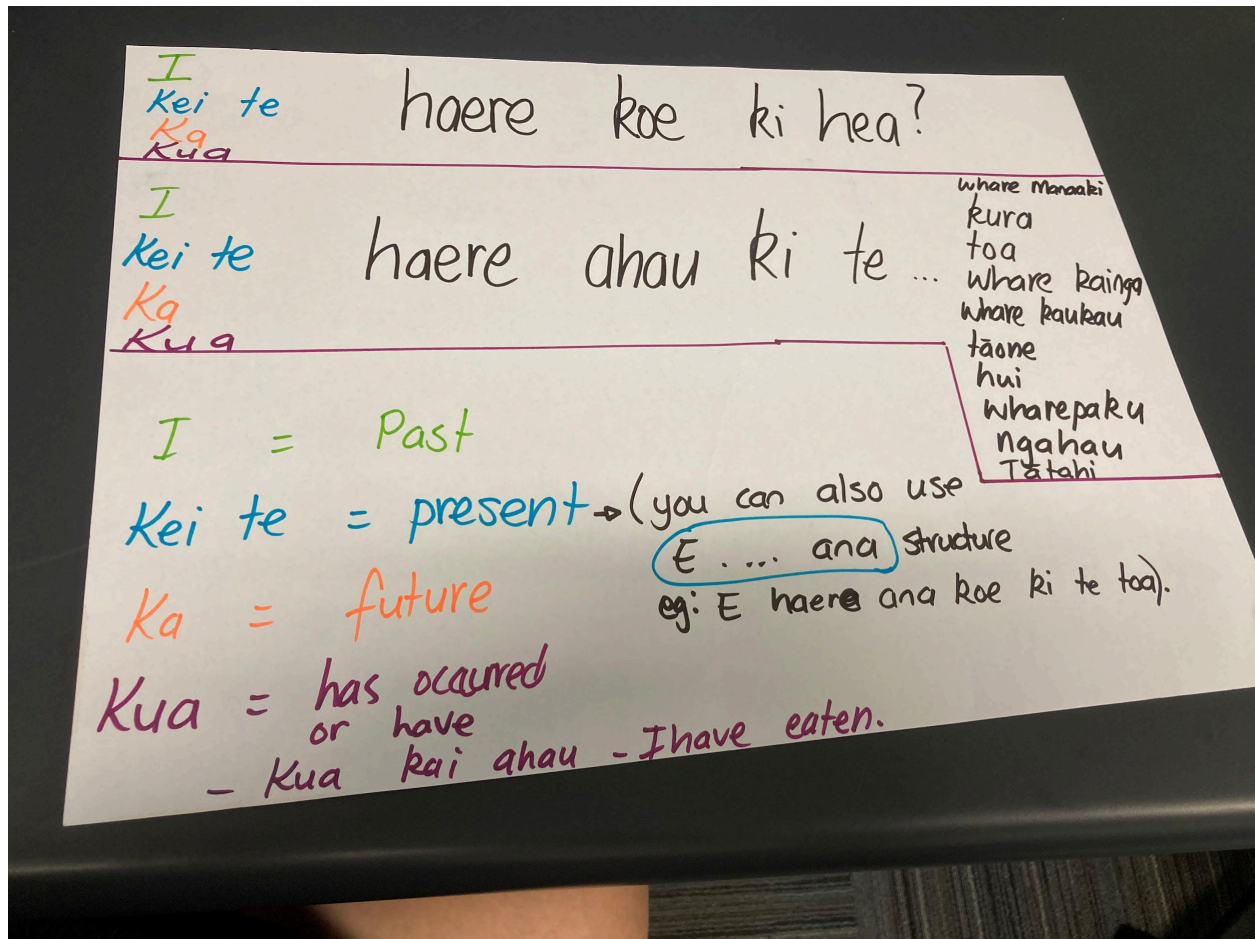 I
Kei te
Ka
Kua
haere koe ki hea?
I
Kei te
Ka
Kua
haere ahau ki te ...
whare Manaaki
kura
toa
whare kainga
whare kaukau
tāone
hui
wharepaku
ngahau
Tātahi
I = Past
Kei te = present → (you can also use
E .... ana structure
eg: E haere ana koe ki te toa).
Ka = future
Kua = has ocaurred
or have
- Kua kai ahau - I have eaten.